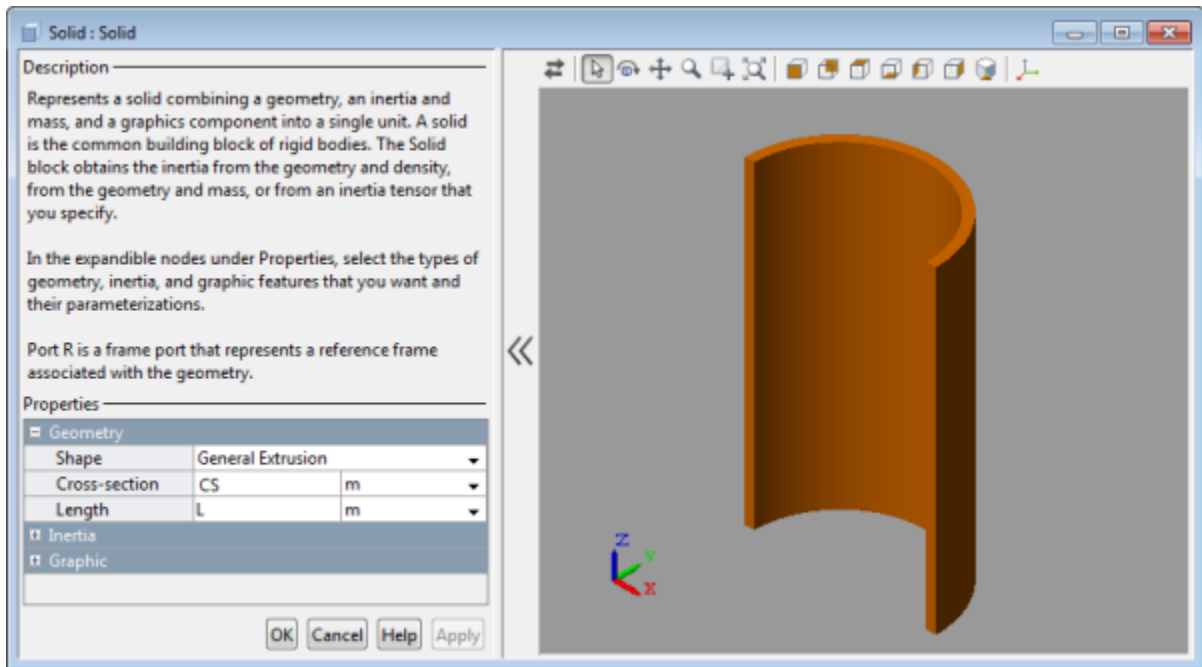 Solid : Solid
Description
Represents a solid combining a geometry, an inertia and
mass, and a graphics component into a single unit. A solid
is the common building block of rigid bodies. The Solid
block obtains the inertia from the geometry and density,
from the geometry and mass, or from an inertia tensor that
you specify.
In the expandible nodes under Properties, select the types of
geometry, inertia, and graphic features that you want and
their parameterizations.
Port R is a frame port that represents a reference frame
associated with the geometry.
Properties
Geometry
Shape General Extrusion
Cross-section CS m
Length L m
Inertia
Graphic
OK Cancel Help Apply
Z
Y
X